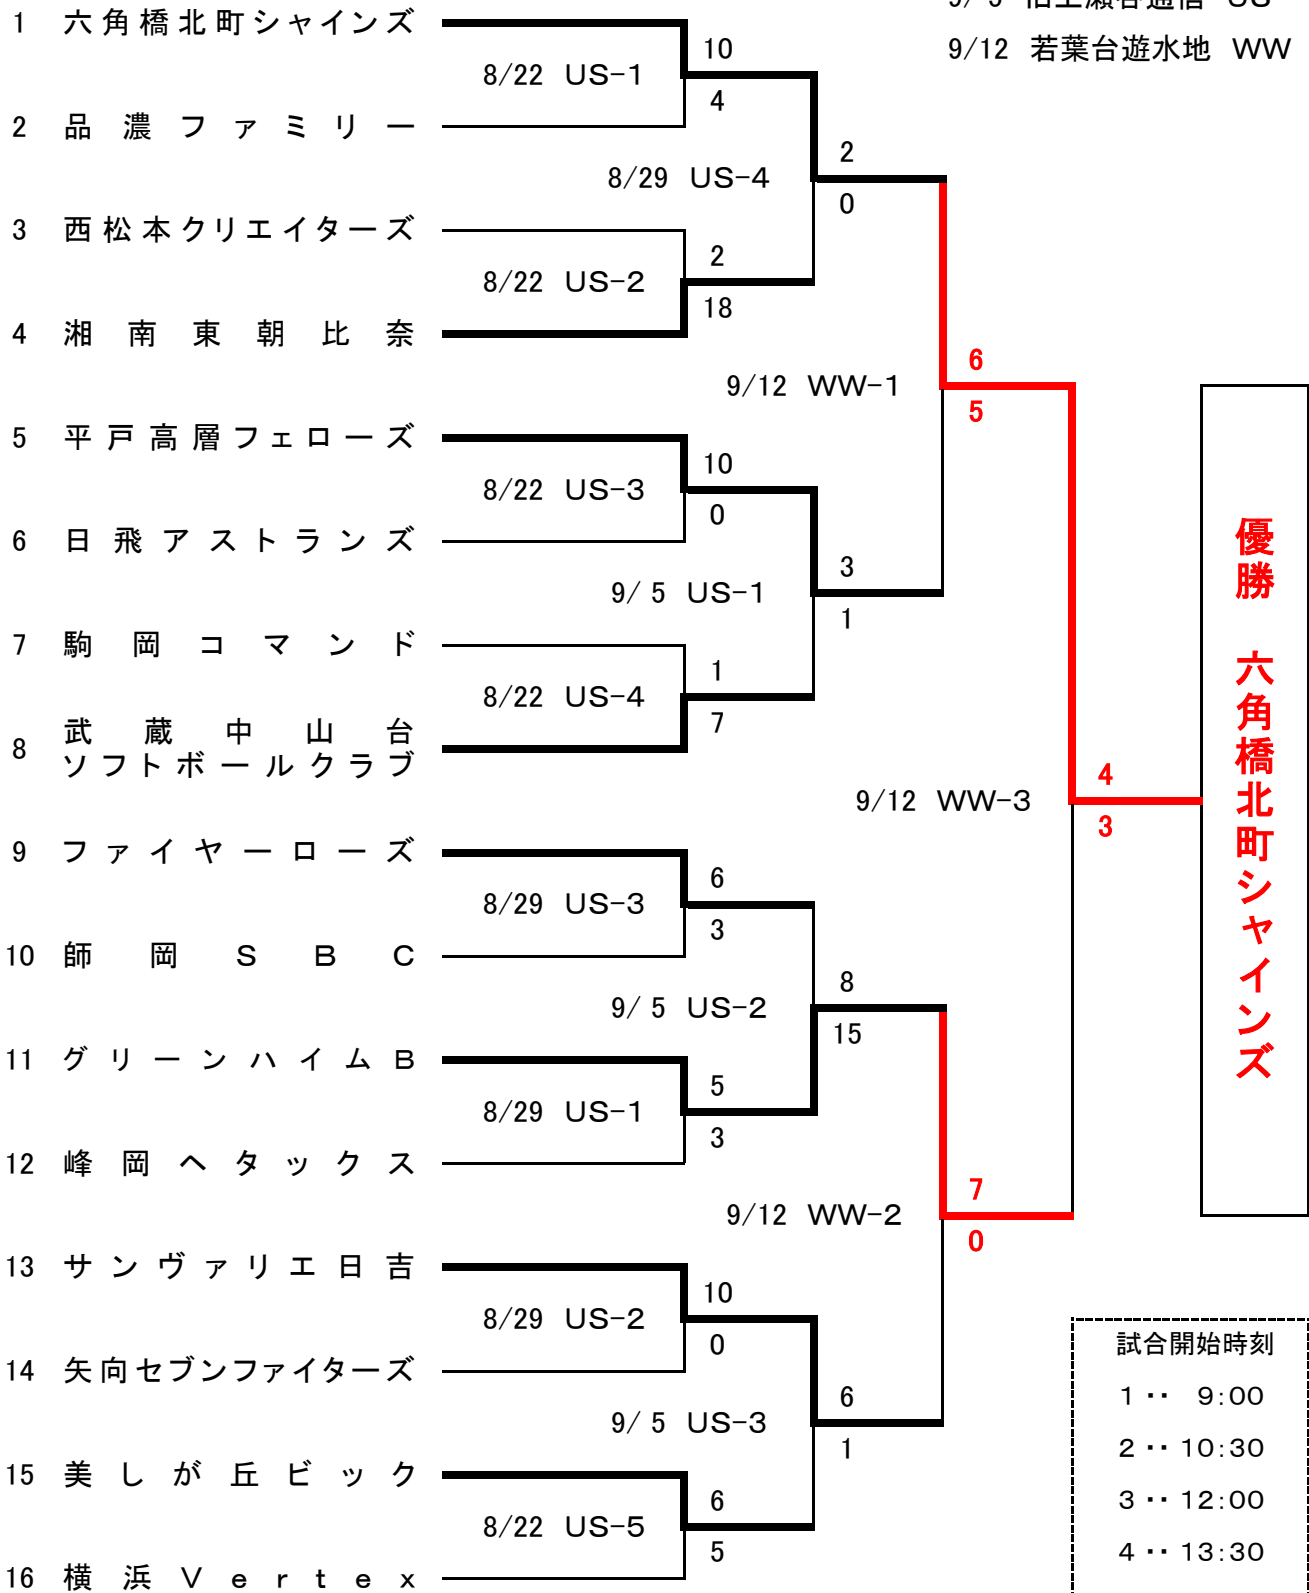 1 六角橋北町シャインズ
9/12 若葉台遊水地 WW
10
8/22 US-1
4
2 品濃ファミリー
2
8/29 US-4
0
3 西松本クリエイターズ
2
8/22 US-2
18
4 湘南東朝比奈
6
9/12 WW-1
5
5 平戸高層フェローズ
10
8/22 US-3
0
6 日飛アストランズ
3
9/ 5 US-1
1
7 駒岡コマンド
1
8/22 US-4
7
8 武蔵中山台
ソフトボールクラブ
4
9/12 WW-3
3
9 ファイヤーローズ
6
8/29 US-3
3
10 師岡SBC
8
9/ 5 US-2
15
11 グリーンハイムB
5
8/29 US-1
3
12 峰岡ヘタックス
7
9/12 WW-2
0
13 サンヴァリエ日吉
10
8/29 US-2
0
14 矢向セブンファイターズ
6
9/ 5 US-3
1
15 美しが丘ビック
6
8/22 US-5
5
16 横浜Vertex
優勝 六角橋北町シャインズ
試合開始時刻
1 ‥ 9:00
2 ‥ 10:30
3 ‥ 12:00
4 ‥ 13:30